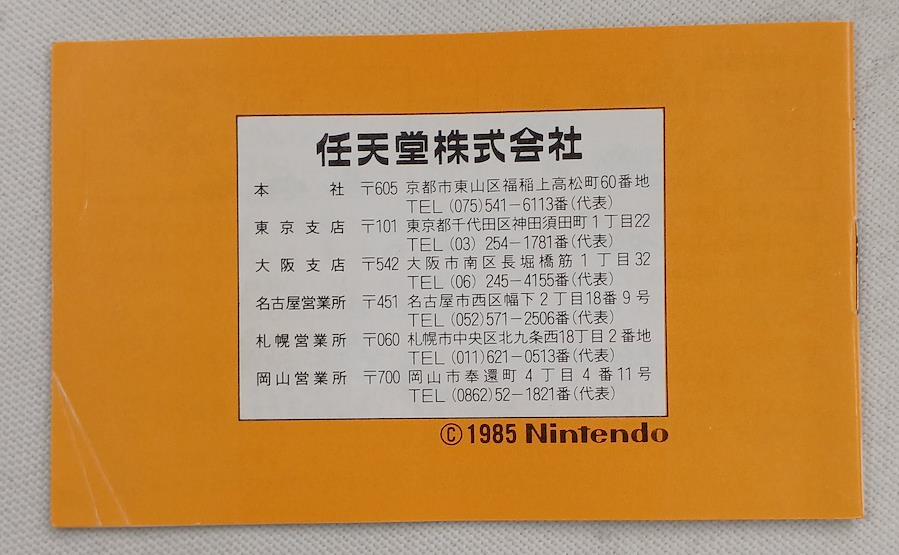 任天堂株式会社
本社 〒605 京都市東山区福稲上高松町60番地
TEL (075)541-6113番(代表)
東京支店 〒101 東京都千代田区神田須田町1丁目22
TEL (03) 254-1781番(代表)
大阪支店 〒542 大阪市南区長堀橋筋1丁目32
TEL (06) 245-4155番(代表)
名古屋営業所 〒451 名古屋市西区幅下2丁目18番9号
TEL (052)571-2506番(代表)
札幌営業所 〒060 札幌市中央区北九条西18丁目2番地
TEL (011)621-0513番(代表)
岡山営業所 〒700 岡山市奉還町4丁目4番11号
TEL (0862)52-1821番(代表)
©1985 Nintendo